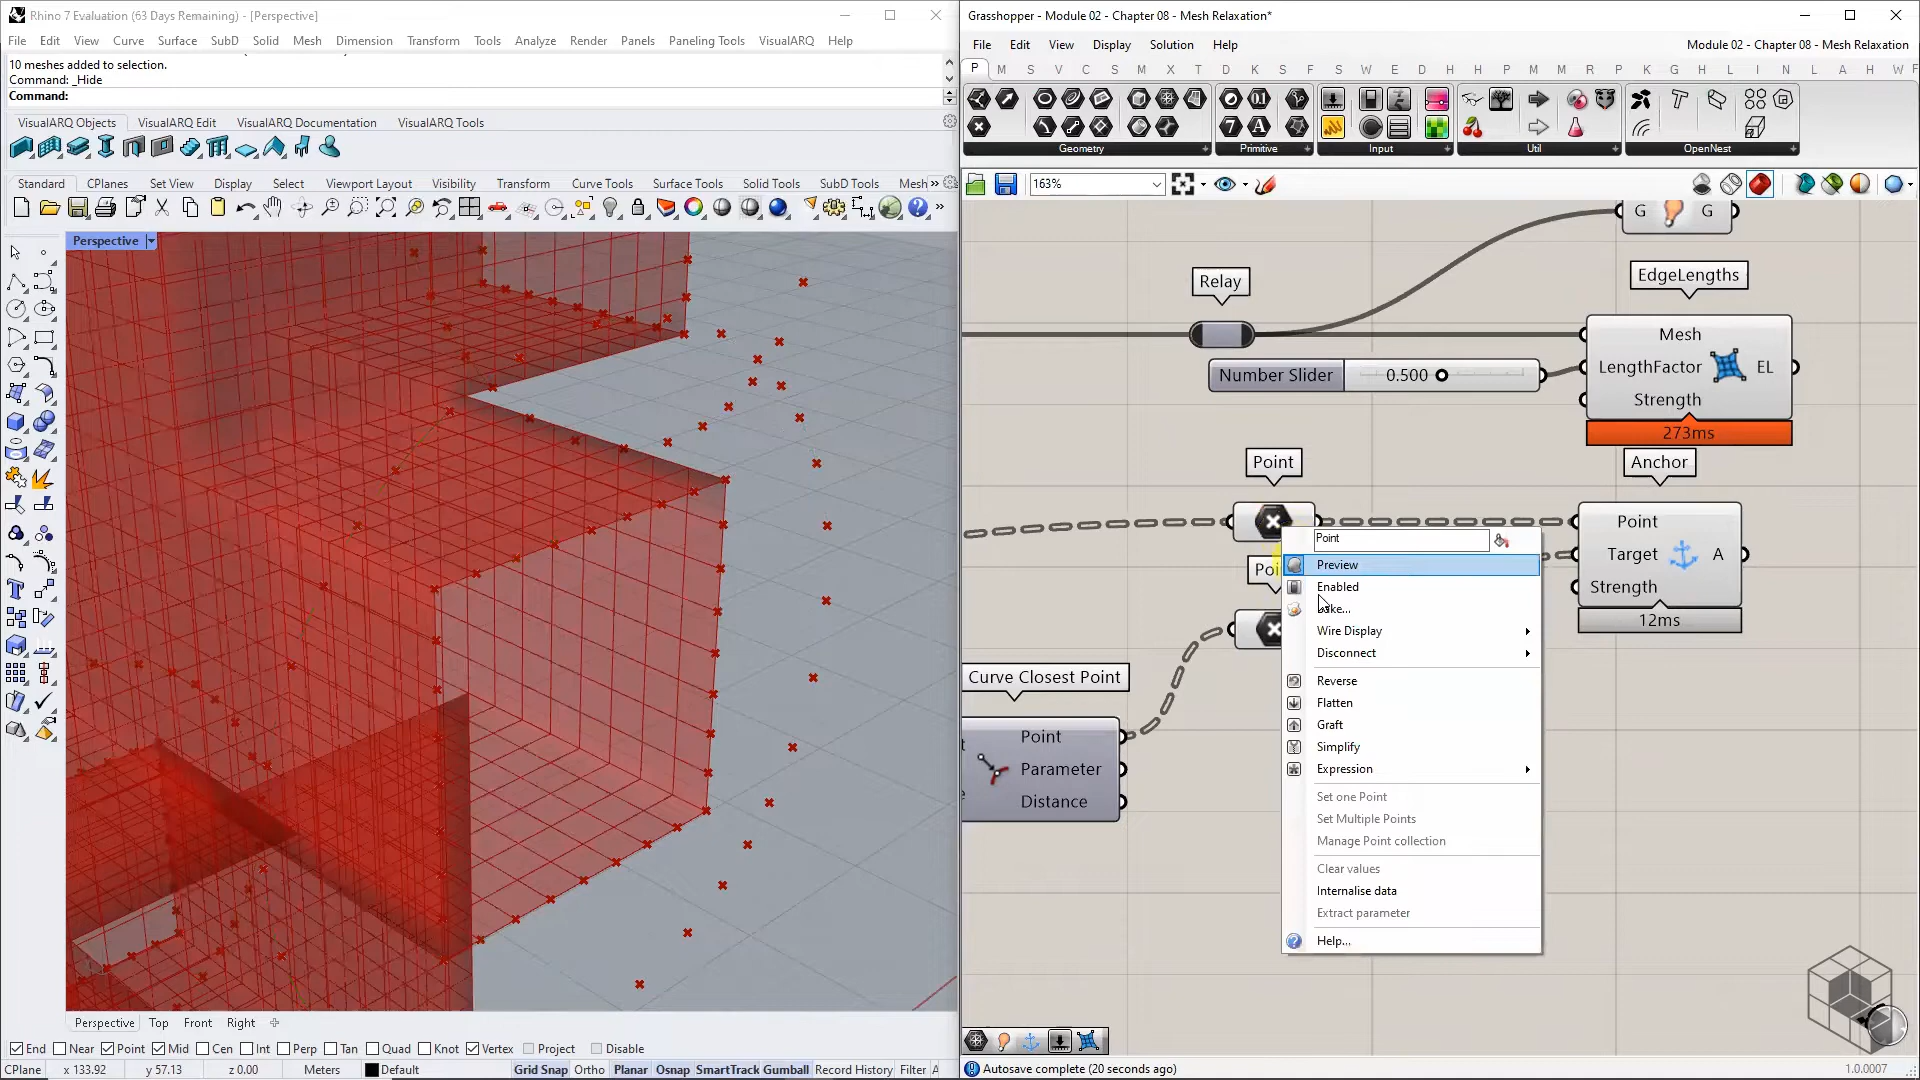 Rhino 7 Evaluation (63 Days Remaining) - [Perspective]
File Edit View Curve Surface SubD Solid Mesh Dimension Transform Tools Analyze Render Panels Paneling Tools VisualARQ Help
10 meshes added to selection.
Command: _Hide
Command:
VisualARQ Objects VisualARQ Edit VisualARQ Documentation VisualARQ Tools
Standard CPlanes Set View Display Select Viewport Layout Visibility Transform Curve Tools Surface Tools Solid Tools SubD Tools Mesh »
Perspective
Perspective Top Front Right
End Near Point Mid Cen Int Perp Tan Quad Knot Vertex Project Disable
CPlane x 133.92 y 57.13 z 0.00 Meters Default Grid Snap Ortho Planar Osnap SmartTrack Gumball Record History Filter A
Grasshopper - Module 02 - Chapter 08 - Mesh Relaxation*
File Edit View Display Solution Help
Module 02 - Chapter 08 - Mesh Relaxation
P M S V C S M X T D K S F S W E D H H P M M R P K G H L I N L A H W F
Geometry Primitive Input Util OpenNest
163%
G G
Relay
EdgeLengths
Mesh
LengthFactor EL
Strength
273ms
Number Slider 0.500
Point
Anchor
Point
Target A
Strength
12ms
Poi
Curve Closest Point
Point
Parameter
Distance
Point
Preview
Enabled
Wire Display
Disconnect
Reverse
Flatten
Graft
Simplify
Expression
Set one Point
Set Multiple Points
Manage Point collection
Clear values
Internalise data
Extract parameter
Help...
Autosave complete (20 seconds ago)
1.0.0007